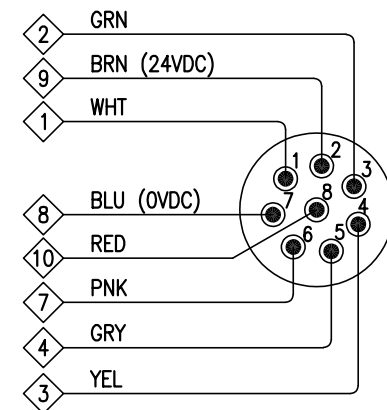 2 GRN
9 BRN (24VDC)
1 WHT
1 2 3
8 BLU (0VDC) 7 8 4
10 RED 6 5
7 PNK
4 GRY
3 YEL